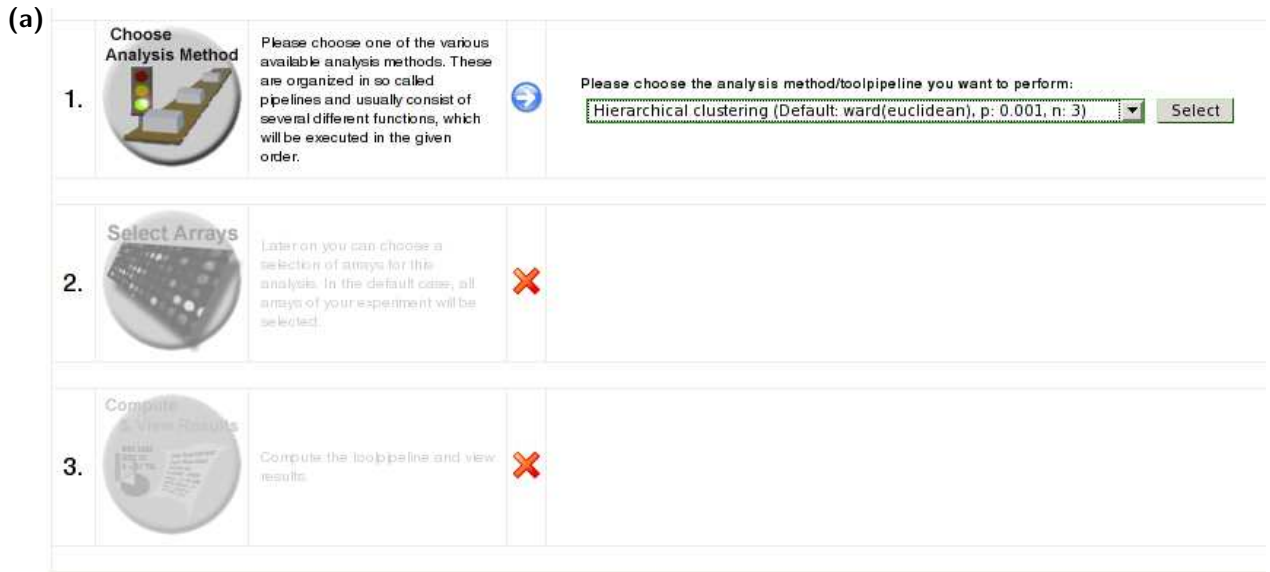 (a)
Choose
Analysis Method
1.
Please choose one of the various
available analysis methods. These
are organized in so called
pipelines and usually consist of
several different functions, which
will be executed in the given
order.
Please choose the analysis method/toolpipeline you want to perform:
Hierarchical clustering (Default: ward(euclidean), p: 0.001, n: 3)
Select
Select Arrays
2.
Later on you can choose a
selection of arrays for this
analysis. In the default case, all
arrays of your experiment will be
selected.
Compute
& View Results
3.
Compute the toolpipeline and view
results.